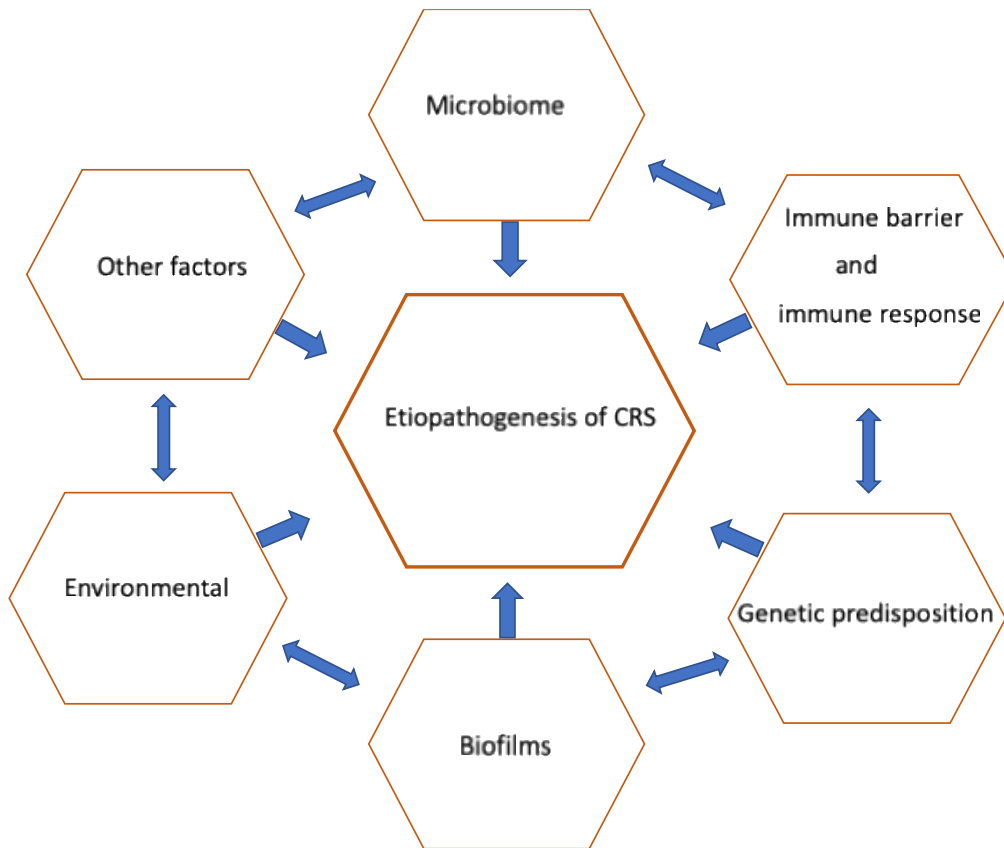 Microbiome
Other factors
Immune barrier
and
immune response
Etiopathogenesis of CRS
Environmental
Genetic predisposition
Biofilms